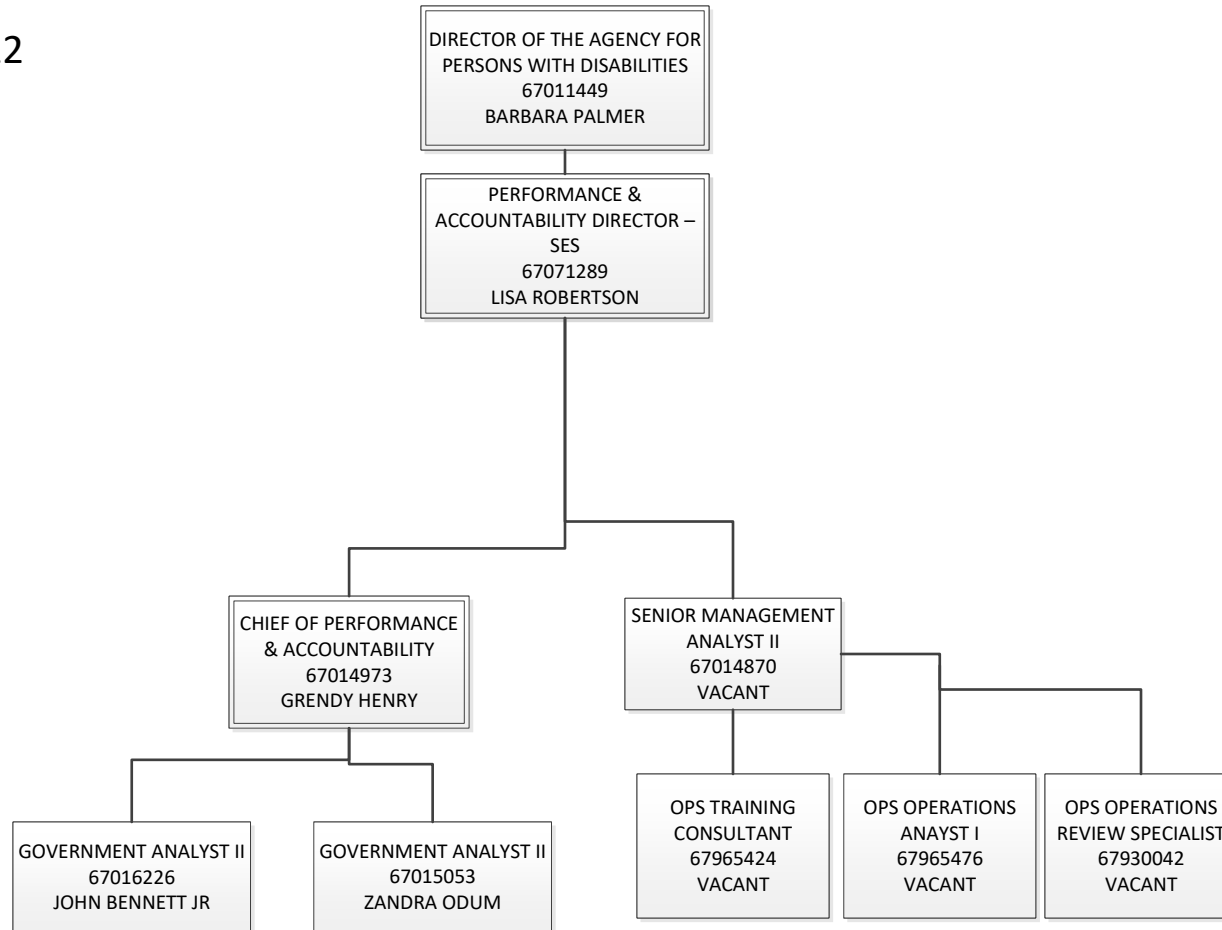 2
DIRECTOR OF THE AGENCY FOR
PERSONS WITH DISABILITIES
67011449
BARBARA PALMER
PERFORMANCE &
ACCOUNTABILITY DIRECTOR –
SES
67071289
LISA ROBERTSON
CHIEF OF PERFORMANCE
& ACCOUNTABILITY
67014973
GRENDY HENRY
SENIOR MANAGEMENT
ANALYST II
67014870
VACANT
GOVERNMENT ANALYST II
67016226
JOHN BENNETT JR
GOVERNMENT ANALYST II
67015053
ZANDRA ODUM
OPS TRAINING
CONSULTANT
67965424
VACANT
OPS OPERATIONS
ANAYST I
67965476
VACANT
OPS OPERATIONS
REVIEW SPECIALIST
67930042
VACANT